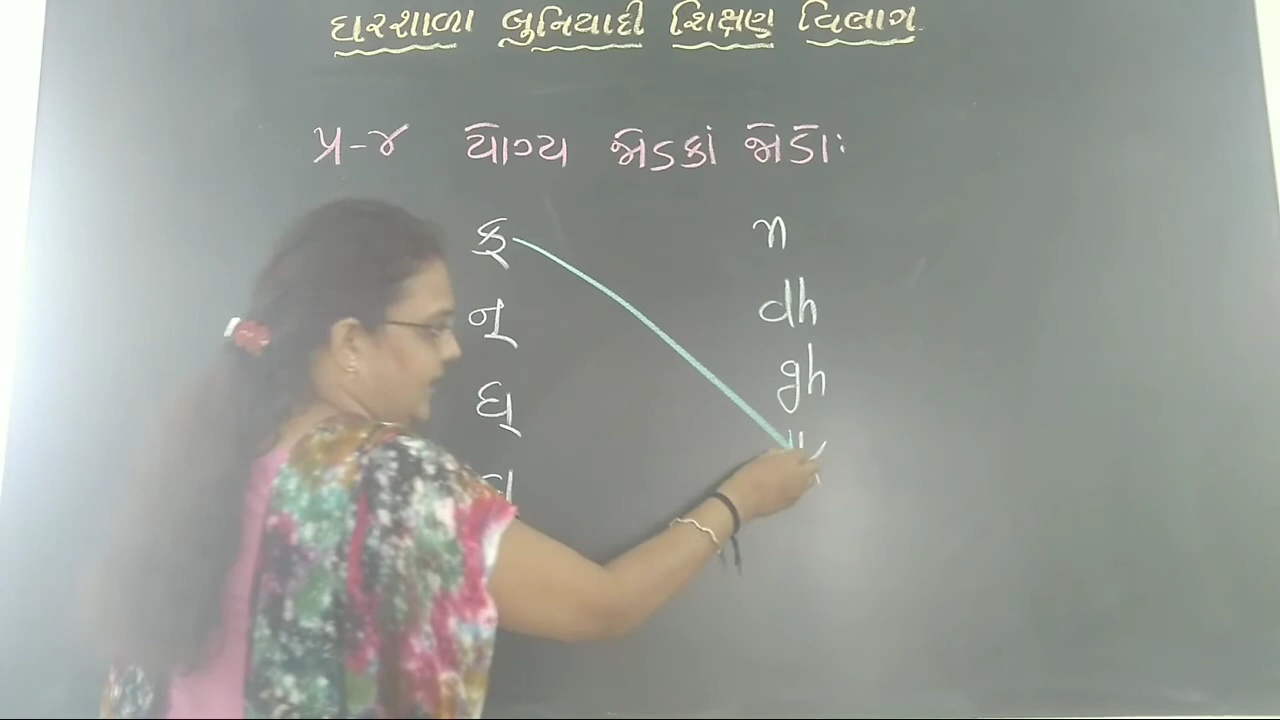 ઘરશાળા બુનિયાદી શિક્ષણ વિભાગ
પ્ર-૪ યોગ્ય જોડકાં જોડો:
ક્ n
ન્ dh
ઘ્ gh
k